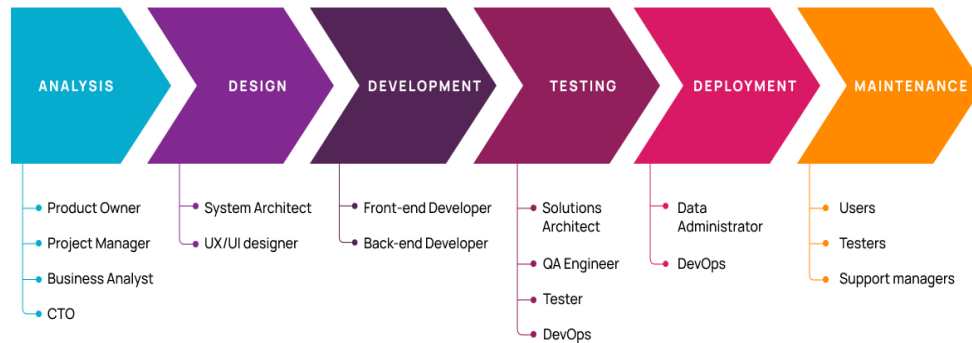 ANALYSIS
DESIGN
DEVELOPMENT
TESTING
DEPLOYMENT
MAINTENANCE
Product Owner
Project Manager
Business Analyst
CTO
System Architect
UX/UI designer
Front-end Developer
Back-end Developer
Solutions
Architect
QA Engineer
Tester
DevOps
Data
Administrator
DevOps
Users
Testers
Support managers